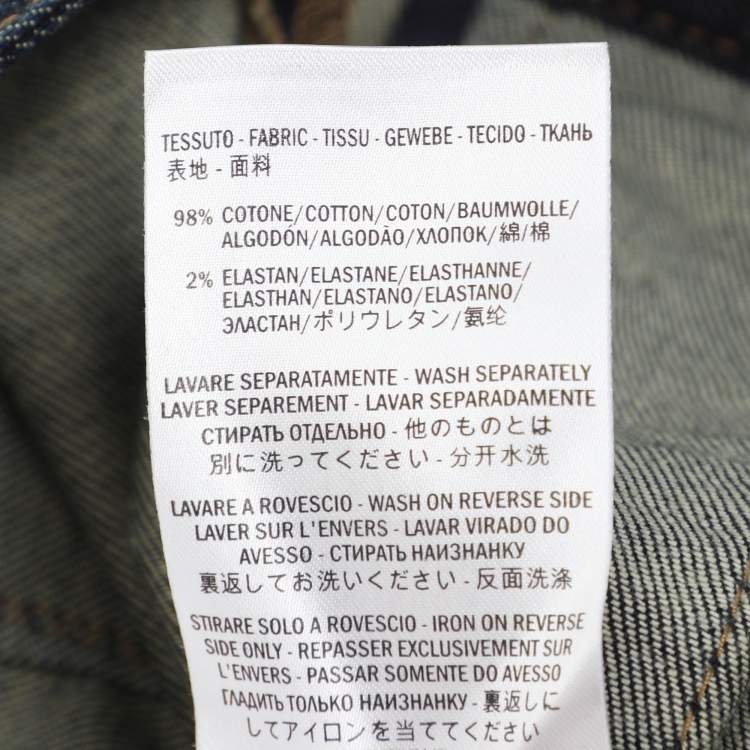 TESSUTO - FABRIC - TISSU - GEWEBE - TECIDO - ТКАНЬ
表地 - 面料
98% COTONE/COTTON/COTON/BAUMWOLLE/
ALGODÓN/ALGODÃO/ХЛОПОК/綿/棉
2% ELASTAN/ELASTANE/ELASTHANNE/
ELASTHAN/ELASTANO/ELASTANO/
ЭЛАСТАН/ポリウレタン/氨纶
LAVARE SEPARATAMENTE - WASH SEPARATELY
LAVER SEPAREMENT - LAVAR SEPARADAMENTE
СТИРАТЬ ОТДЕЛЬНО - 他のものとは
別に洗ってください - 分开水洗
LAVARE A ROVESCIO - WASH ON REVERSE SIDE
LAVER SUR L'ENVERS - LAVAR VIRADO DO
AVESSO - СТИРАТЬ НАИЗНАНКУ
裏返してお洗いください - 反面洗涤
STIRARE SOLO A ROVESCIO - IRON ON REVERSE
SIDE ONLY - REPASSER EXCLUSIVEMENT SUR
L'ENVERS - PASSAR SOMENTE DO AVESSO
ГЛАДИТЬ ТОЛЬКО НАИЗНАНКУ - 裏返しに
してアイロンを当ててください